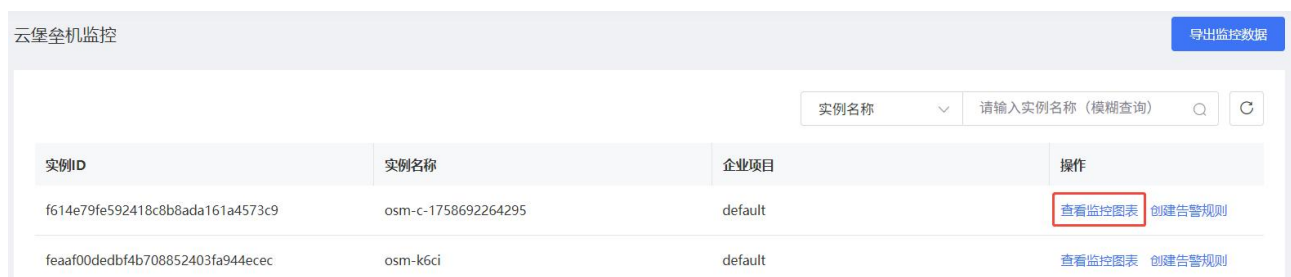 云堡垒机监控
导出监控数据
实例名称 请输入实例名称（模糊查询）
实例ID 实例名称 企业项目 操作
f614e79fe592418c8b8ada161a4573c9 osm-c-1758692264295 default 查看监控图表 创建告警规则
feaaf00dedbf4b708852403fa944ecec osm-k6ci default 查看监控图表 创建告警规则